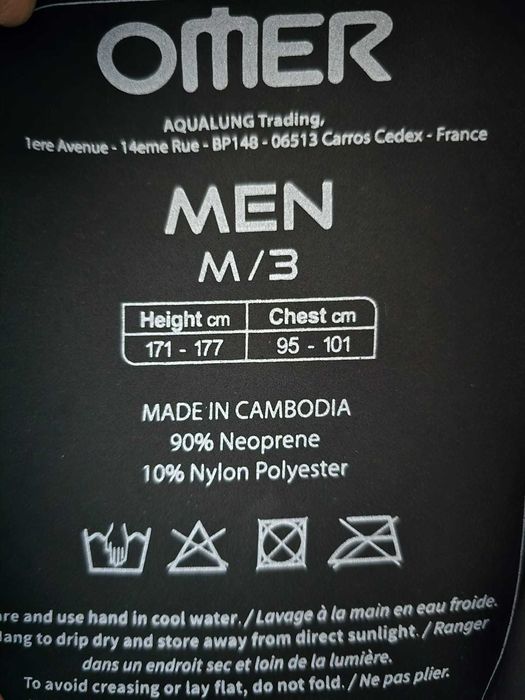 OMER
AQUALUNG Trading,
1ere Avenue - 14eme Rue - BP148 - 06513 Carros Cedex - France
MEN
M/3
Height cm Chest cm
171 - 177 95 - 101
MADE IN CAMBODIA
90% Neoprene
10% Nylon Polyester
and use hand in cool water. / Lavage à la main en eau froide.
to drip dry and store away from direct sunlight. / Ranger
dans un endroit sec et loin de la lumière.
To avoid creasing or lay flat, do not fold. / Ne pas plier.